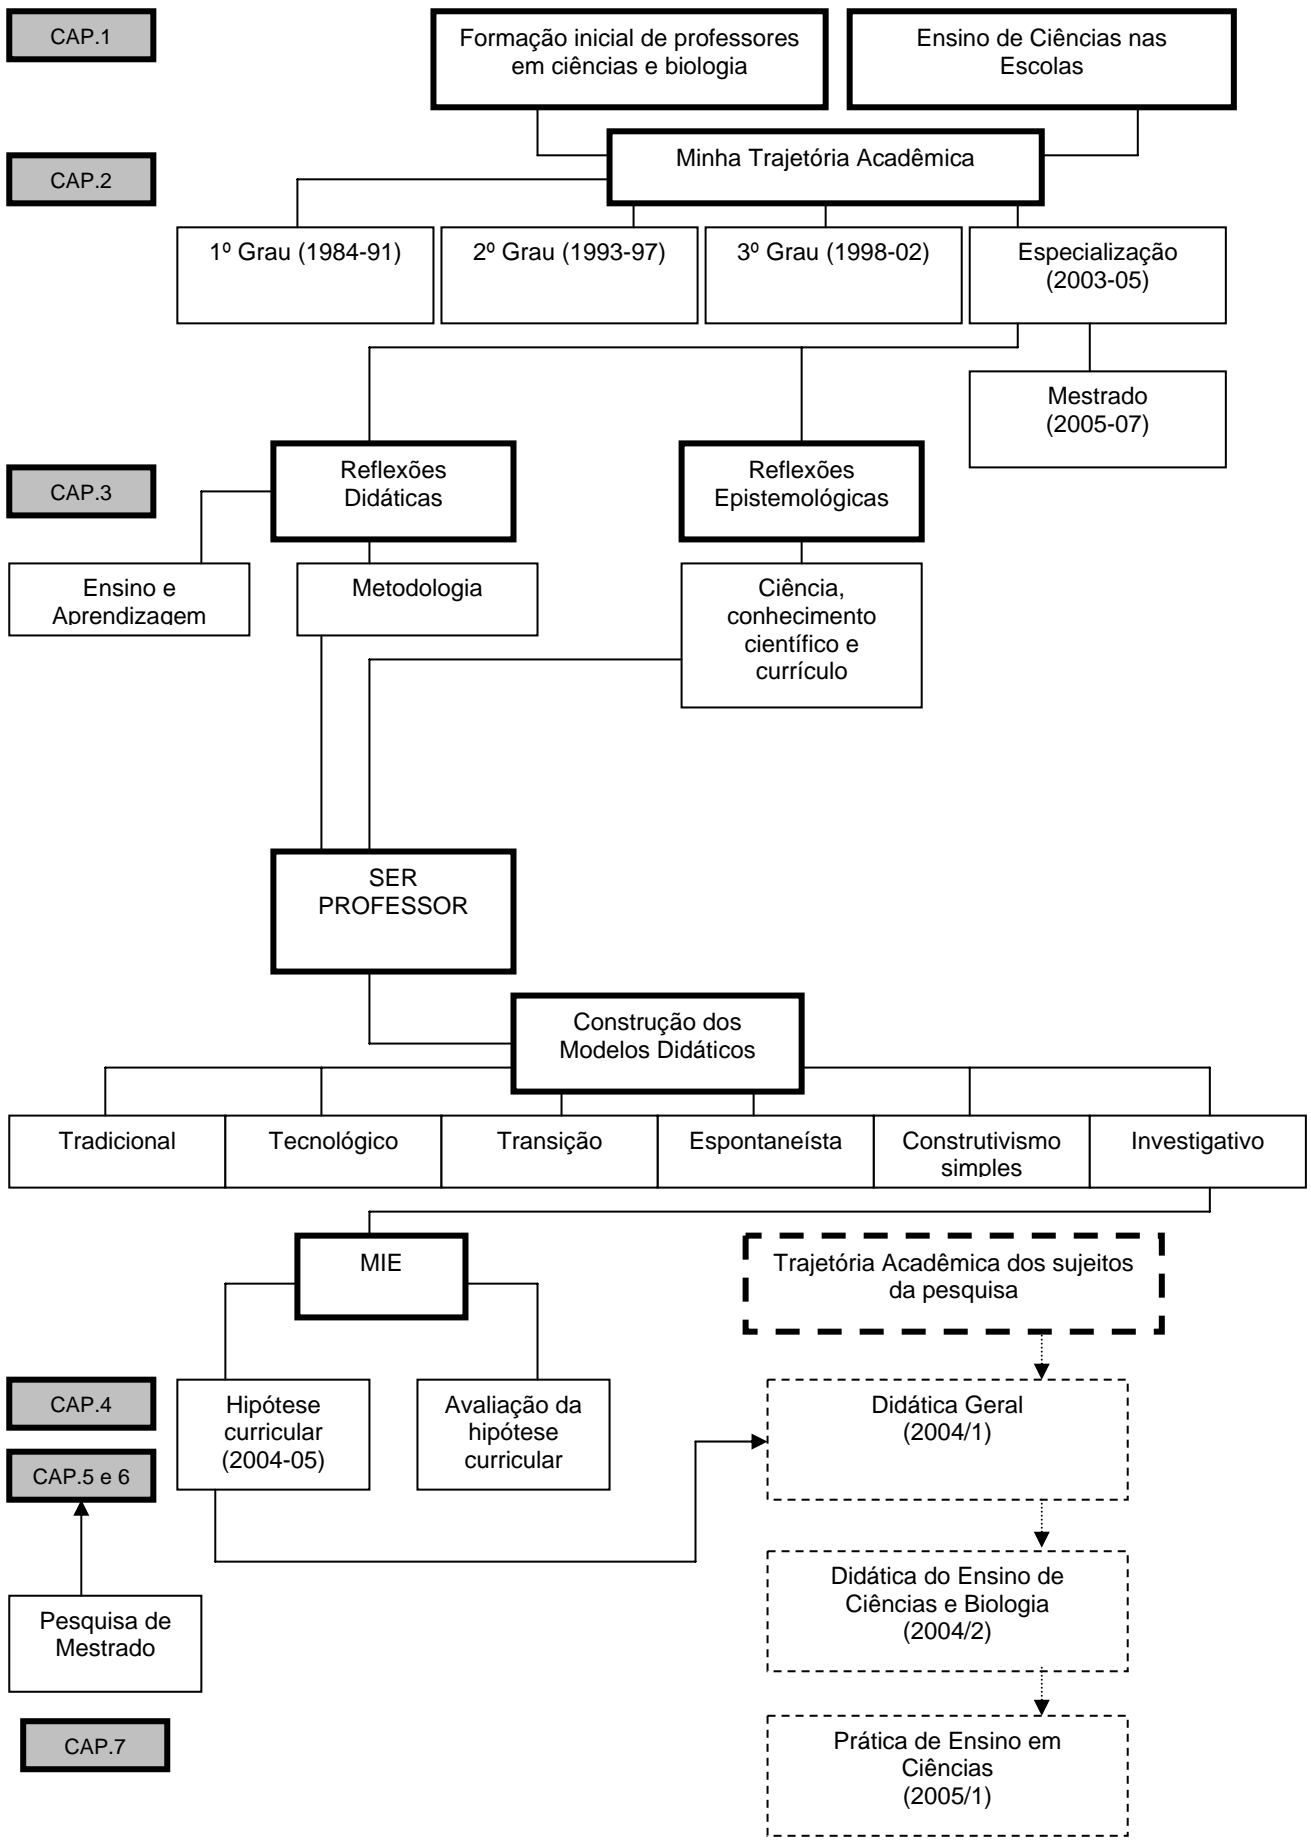 CAP.1
Formação inicial de professores
em ciências e biologia
Ensino de Ciências nas
Escolas
CAP.2
Minha Trajetória Acadêmica
1º Grau (1984-91)
2º Grau (1993-97)
3º Grau (1998-02)
Especialização
(2003-05)
Mestrado
(2005-07)
CAP.3
Reflexões
Didáticas
Reflexões
Epistemológicas
Ensino e
Aprendizagem
Metodologia
Ciência,
conhecimento
científico e
currículo
SER
PROFESSOR
Construção dos
Modelos Didáticos
Tradicional
Tecnológico
Transição
Espontaneísta
Construtivismo
simples
Investigativo
MIE
Trajetória Acadêmica dos sujeitos
da pesquisa
CAP.4
Hipótese
curricular
(2004-05)
Avaliação da
hipótese
curricular
Didática Geral
(2004/1)
CAP.5 e 6
Didática do Ensino de
Ciências e Biologia
(2004/2)
Pesquisa de
Mestrado
CAP.7
Prática de Ensino em
Ciências
(2005/1)